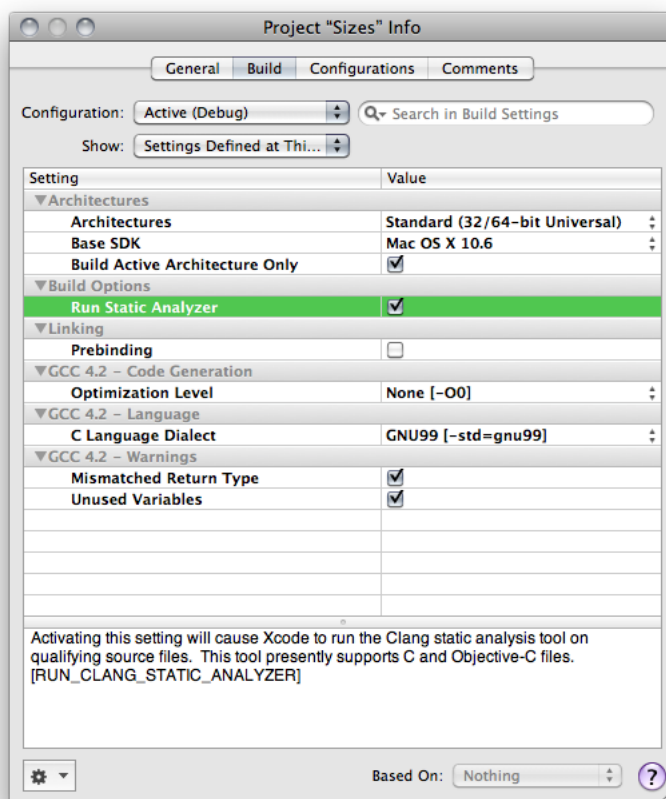 Project “Sizes” Info
General Build Configurations Comments
Configuration: Active (Debug) Search in Build Settings
Show: Settings Defined at Thi...
Setting Value
Architectures
Architectures Standard (32/64-bit Universal)
Base SDK Mac OS X 10.6
Build Active Architecture Only
Build Options
Run Static Analyzer
Linking
Prebinding
GCC 4.2 – Code Generation
Optimization Level None [-O0]
GCC 4.2 – Language
C Language Dialect GNU99 [-std=gnu99]
GCC 4.2 – Warnings
Mismatched Return Type
Unused Variables
Activating this setting will cause Xcode to run the Clang static analysis tool on
qualifying source files.  This tool presently supports C and Objective-C files.
[RUN_CLANG_STATIC_ANALYZER]
Based On: Nothing ?